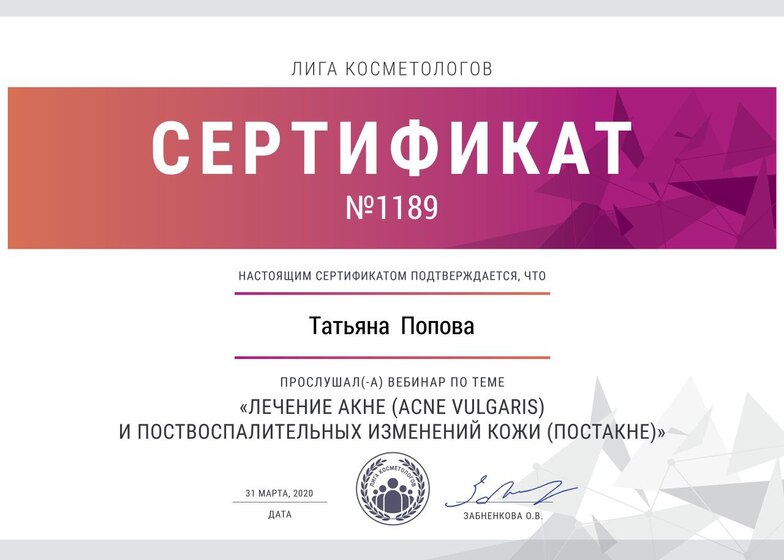 ЛИГА КОСМЕТОЛОГОВ
СЕРТИФИКАТ
№1189
НАСТОЯЩИМ СЕРТИФИКАТОМ ПОДТВЕРЖДАЕТСЯ, ЧТО
Татьяна Попова
ПРОСЛУШАЛ(-А) ВЕБИНАР ПО ТЕМЕ
«ЛЕЧЕНИЕ АКНЕ (ACNE VULGARIS)
И ПОСТВОСПАЛИТЕЛЬНЫХ ИЗМЕНЕНИЙ КОЖИ (ПОСТАКНЕ)»
31 МАРТА, 2020
ДАТА
ЛИГА КОСМЕТОЛОГОВ
ЗАБНЕНКОВА О.В.